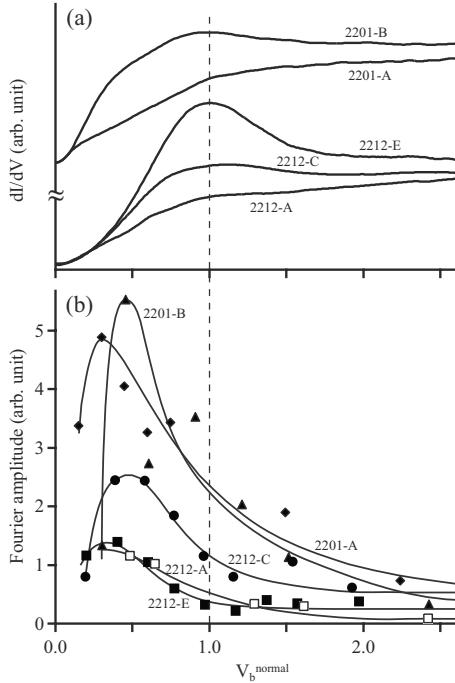 (a)
2201-B
2201-A
2212-E
2212-C
2212-A
dI/dV (arb. unit)
≈
(b)
2201-B
5
4
3
2
1
0
Fourier amplitude (arb. unit)
2201-A
2212-C
2212-A
2212-E
0.0 1.0 2.0
V_b^normal